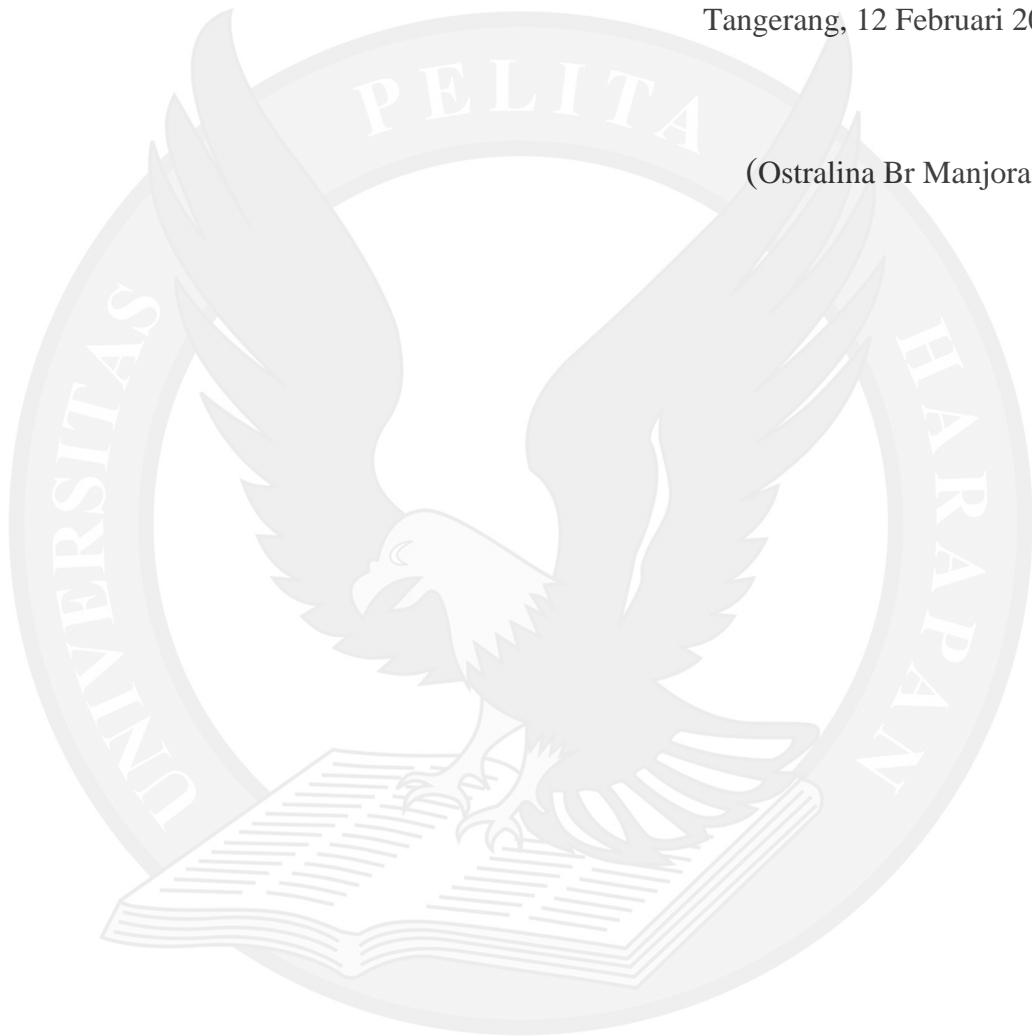 Tangerang, 12 Februari 20
(Ostralina Br Manjora
PELITA
UNIVERSITAS
HARAPAN